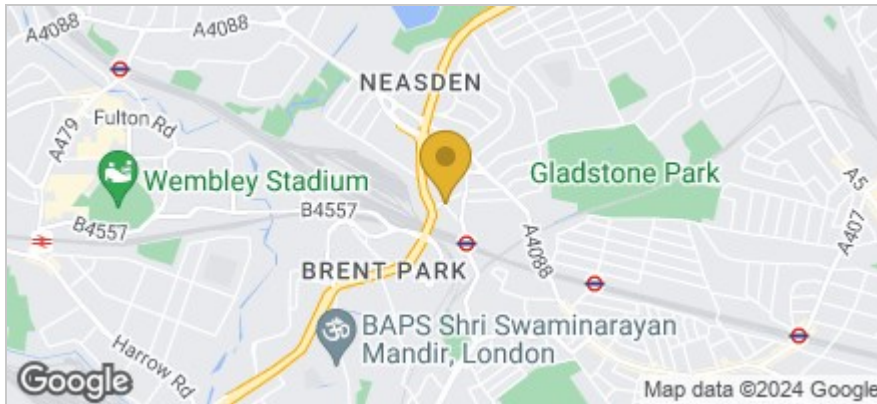 A4088
A4088
NEASDEN
A479
Fulton Rd
Wembley Stadium
Gladstone Park
A5
B4557
B4557
A4088
A407
BRENT PARK
BAPS Shri Swaminarayan
Mandir, London
Harrow Rd
Google
Map data ©2024 Google